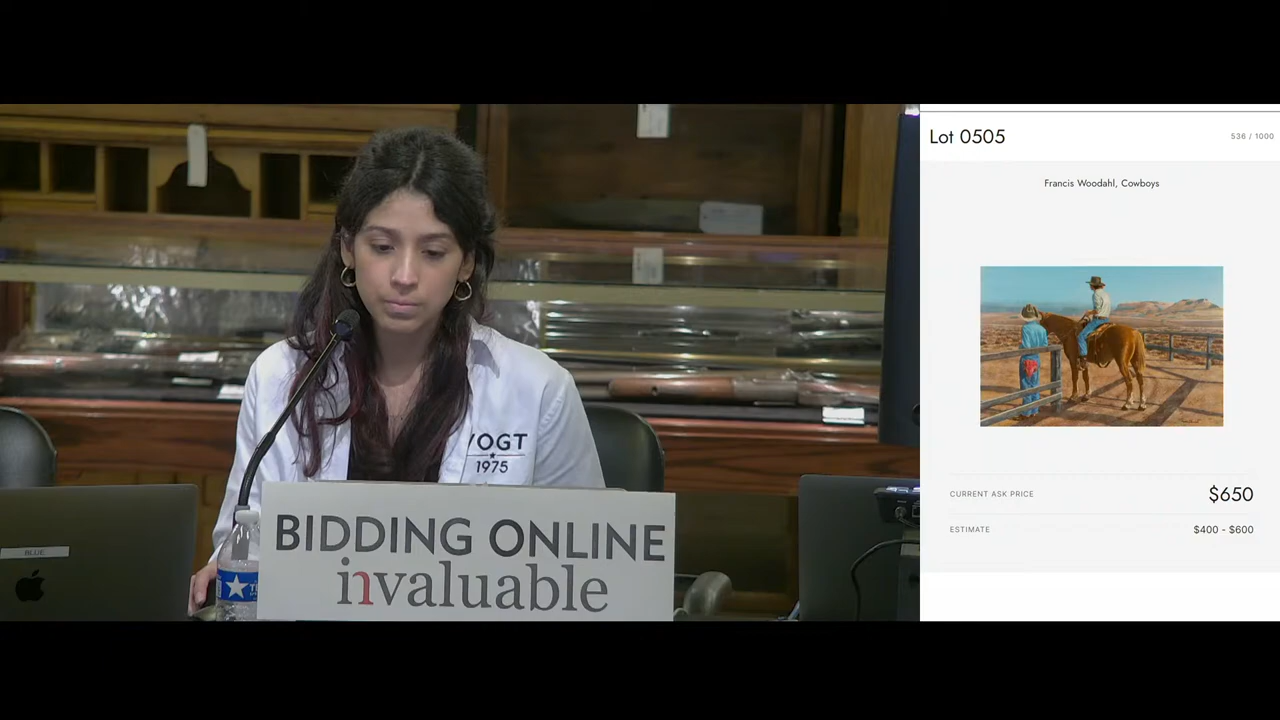 VOGT
1975
BLUE
BIDDING ONLINE
invaluable
Lot 0505
536 / 1000
Francis Woodahl, Cowboys
CURRENT ASK PRICE
$650
ESTIMATE
$400 - $600